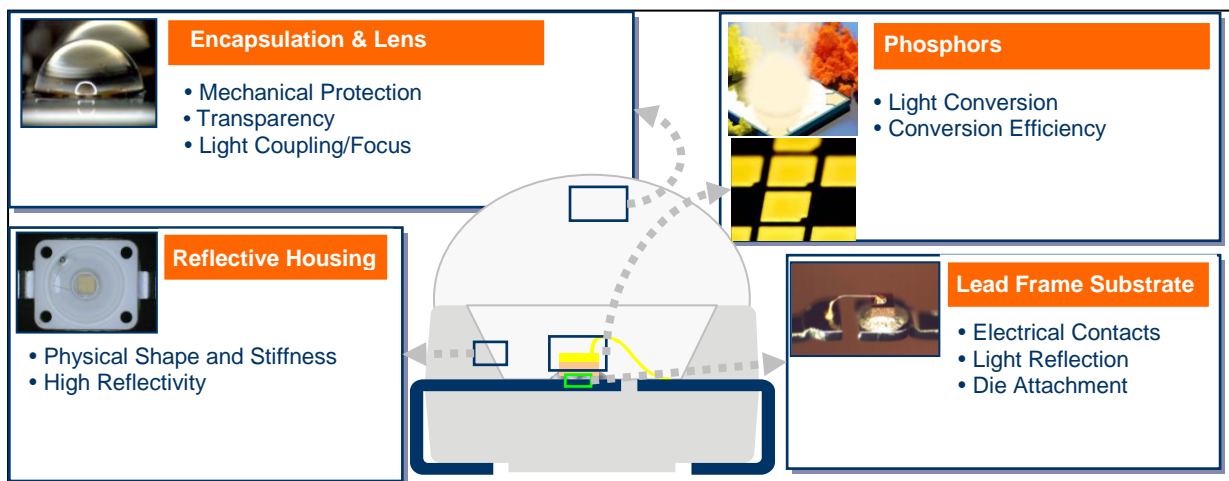 Encapsulation & Lens
• Mechanical Protection
• Transparency
• Light Coupling/Focus
Phosphors
• Light Conversion
• Conversion Efficiency
Reflective Housing
• Physical Shape and Stiffness
• High Reflectivity
Lead Frame Substrate
• Electrical Contacts
• Light Reflection
• Die Attachment